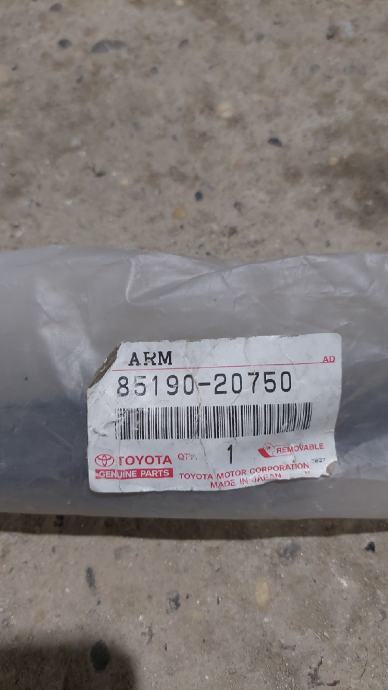 ARM
AD
85190-20750
TOYOTA
GENUINE PARTS
QTY.
1
REMOVABLE
TOYOTA MOTOR CORPORATION
MADE IN JAPAN